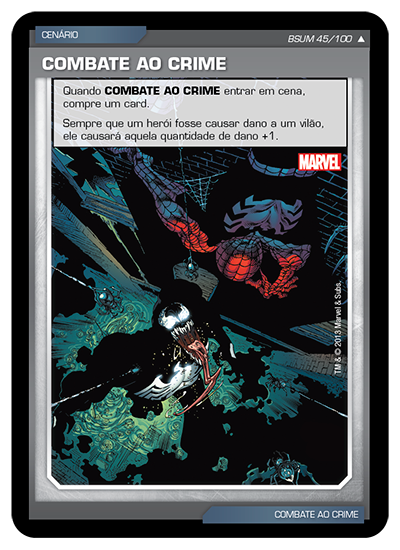 CENÁRIO
BSUM 45/100 ▲
COMBATE AO CRIME
Quando COMBATE AO CRIME entrar em cena,
compre um card.
Sempre que um herói fosse causar dano a um vilão,
ele causará aquela quantidade de dano +1.
MARVEL
TM & © 2013 Marvel & Subs.
COMBATE AO CRIME